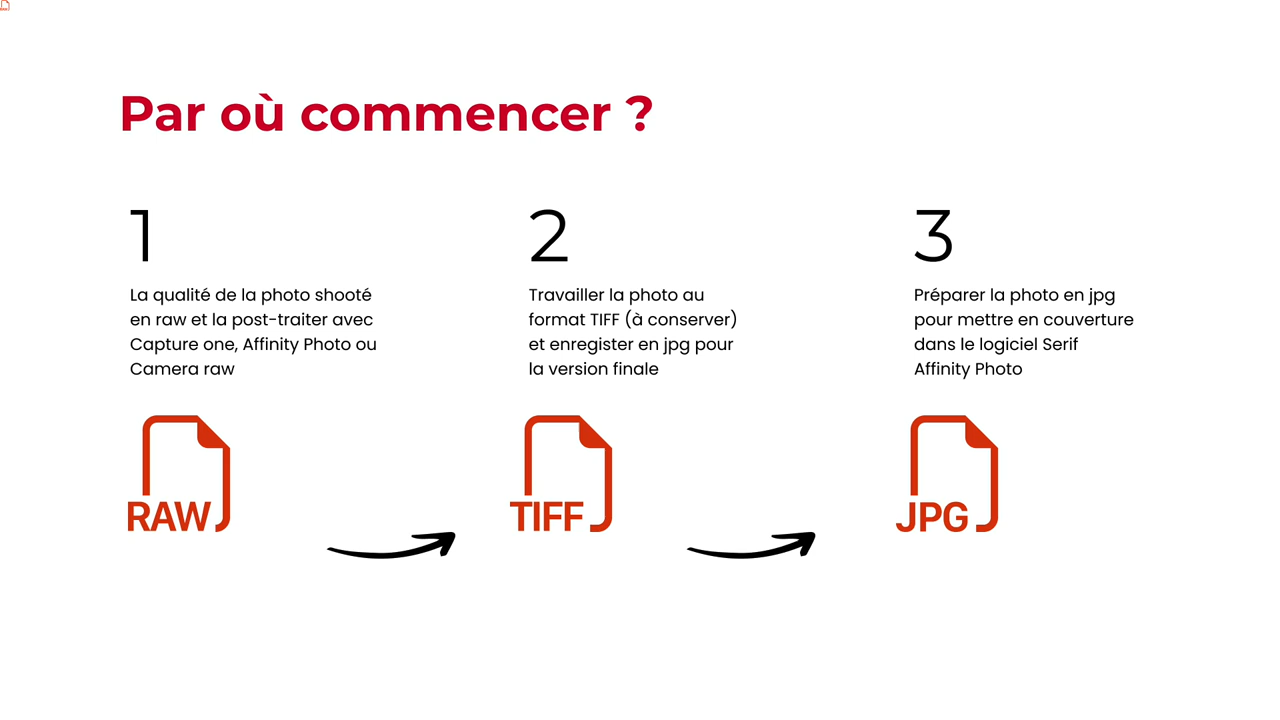 Par où commencer ?
1
La qualité de la photo shooté
en raw et la post-traiter avec
Capture one, Affinity Photo ou
Camera raw
RAW
2
Travailler la photo au
format TIFF (à conserver)
et enregister en jpg pour
la version finale
TIFF
3
Préparer la photo en jpg
pour mettre en couverture
dans le logiciel Serif
Affinity Photo
JPG